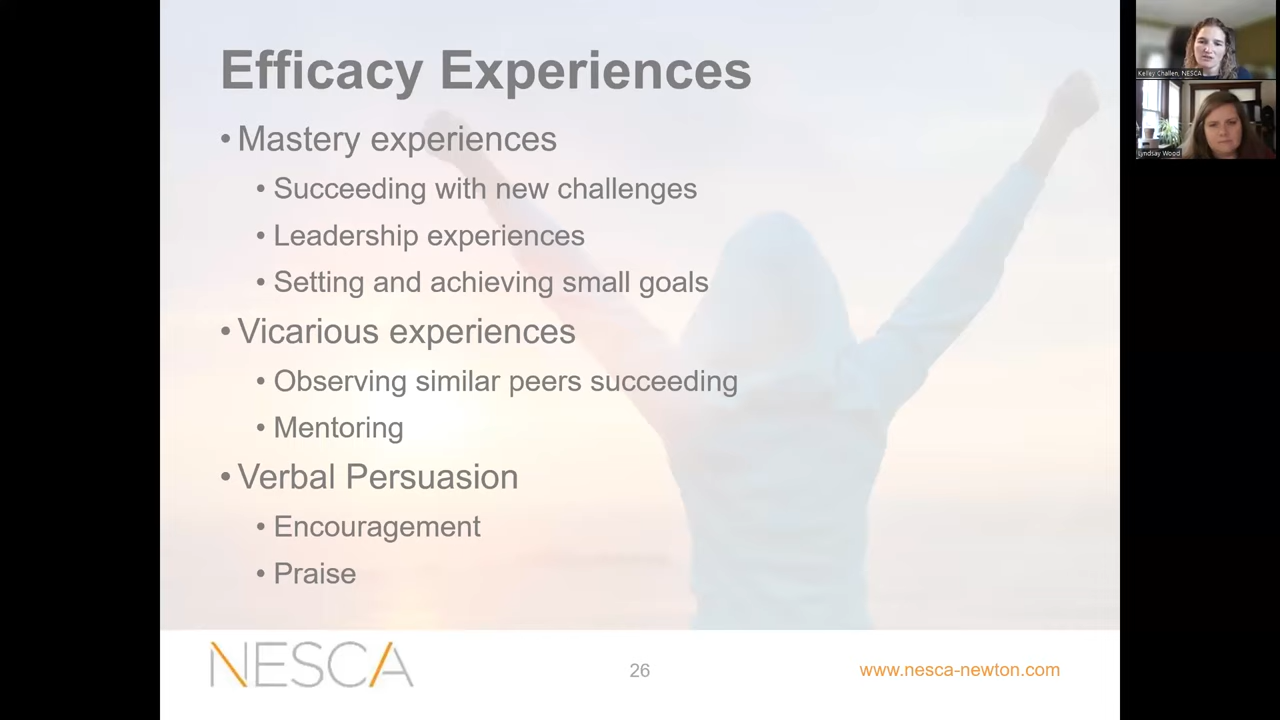 Efficacy Experiences
• Mastery experiences
• Succeeding with new challenges
• Leadership experiences
• Setting and achieving small goals
• Vicarious experiences
• Observing similar peers succeeding
• Mentoring
• Verbal Persuasion
• Encouragement
• Praise
NESCA
26
www.nesca-newton.com
Kelley Challen, NESCA
Lyndsay Wood